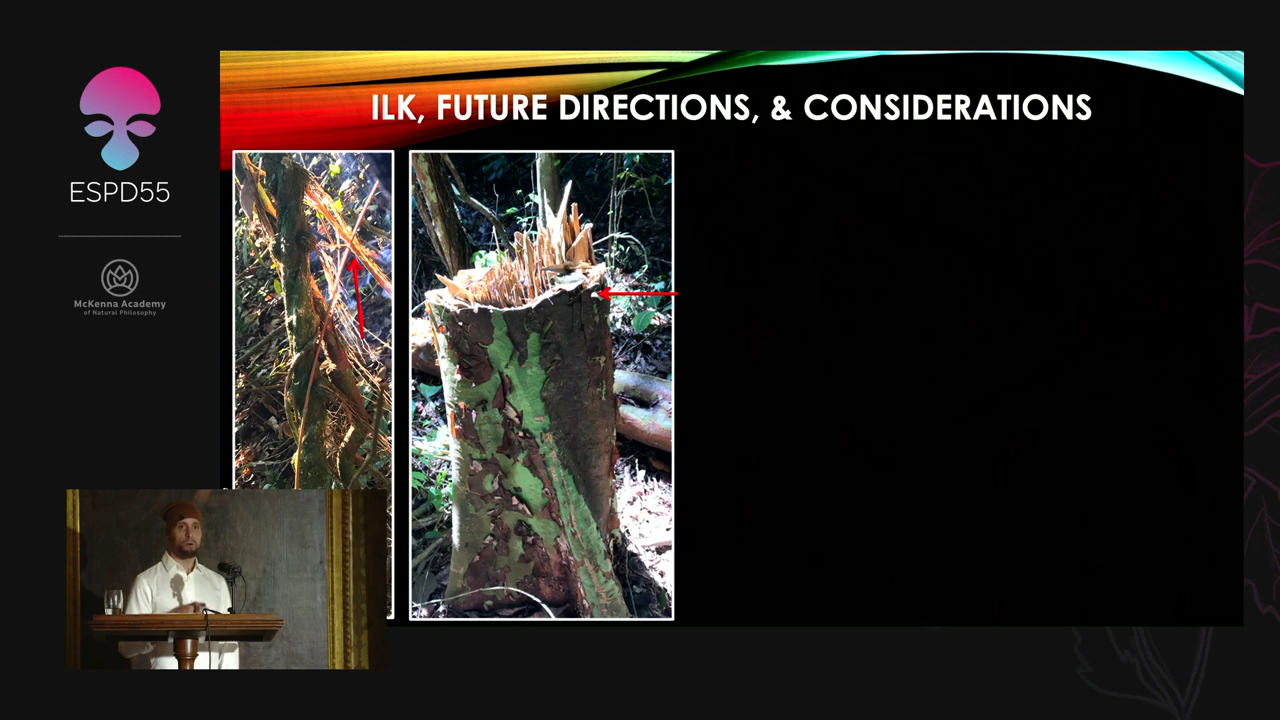 ESPD55
McKenna Academy
of Natural Philosophy
ILK, FUTURE DIRECTIONS, & CONSIDERATIONS